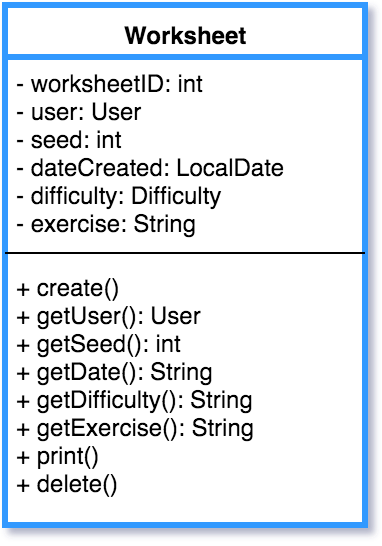 Worksheet
- worksheetID: int
- user: User
- seed: int
- dateCreated: LocalDate
- difficulty: Difficulty
- exercise: String
+ create()
+ getUser(): User
+ getSeed(): int
+ getDate(): String
+ getDifficulty(): String
+ getExercise(): String
+ print()
+ delete()